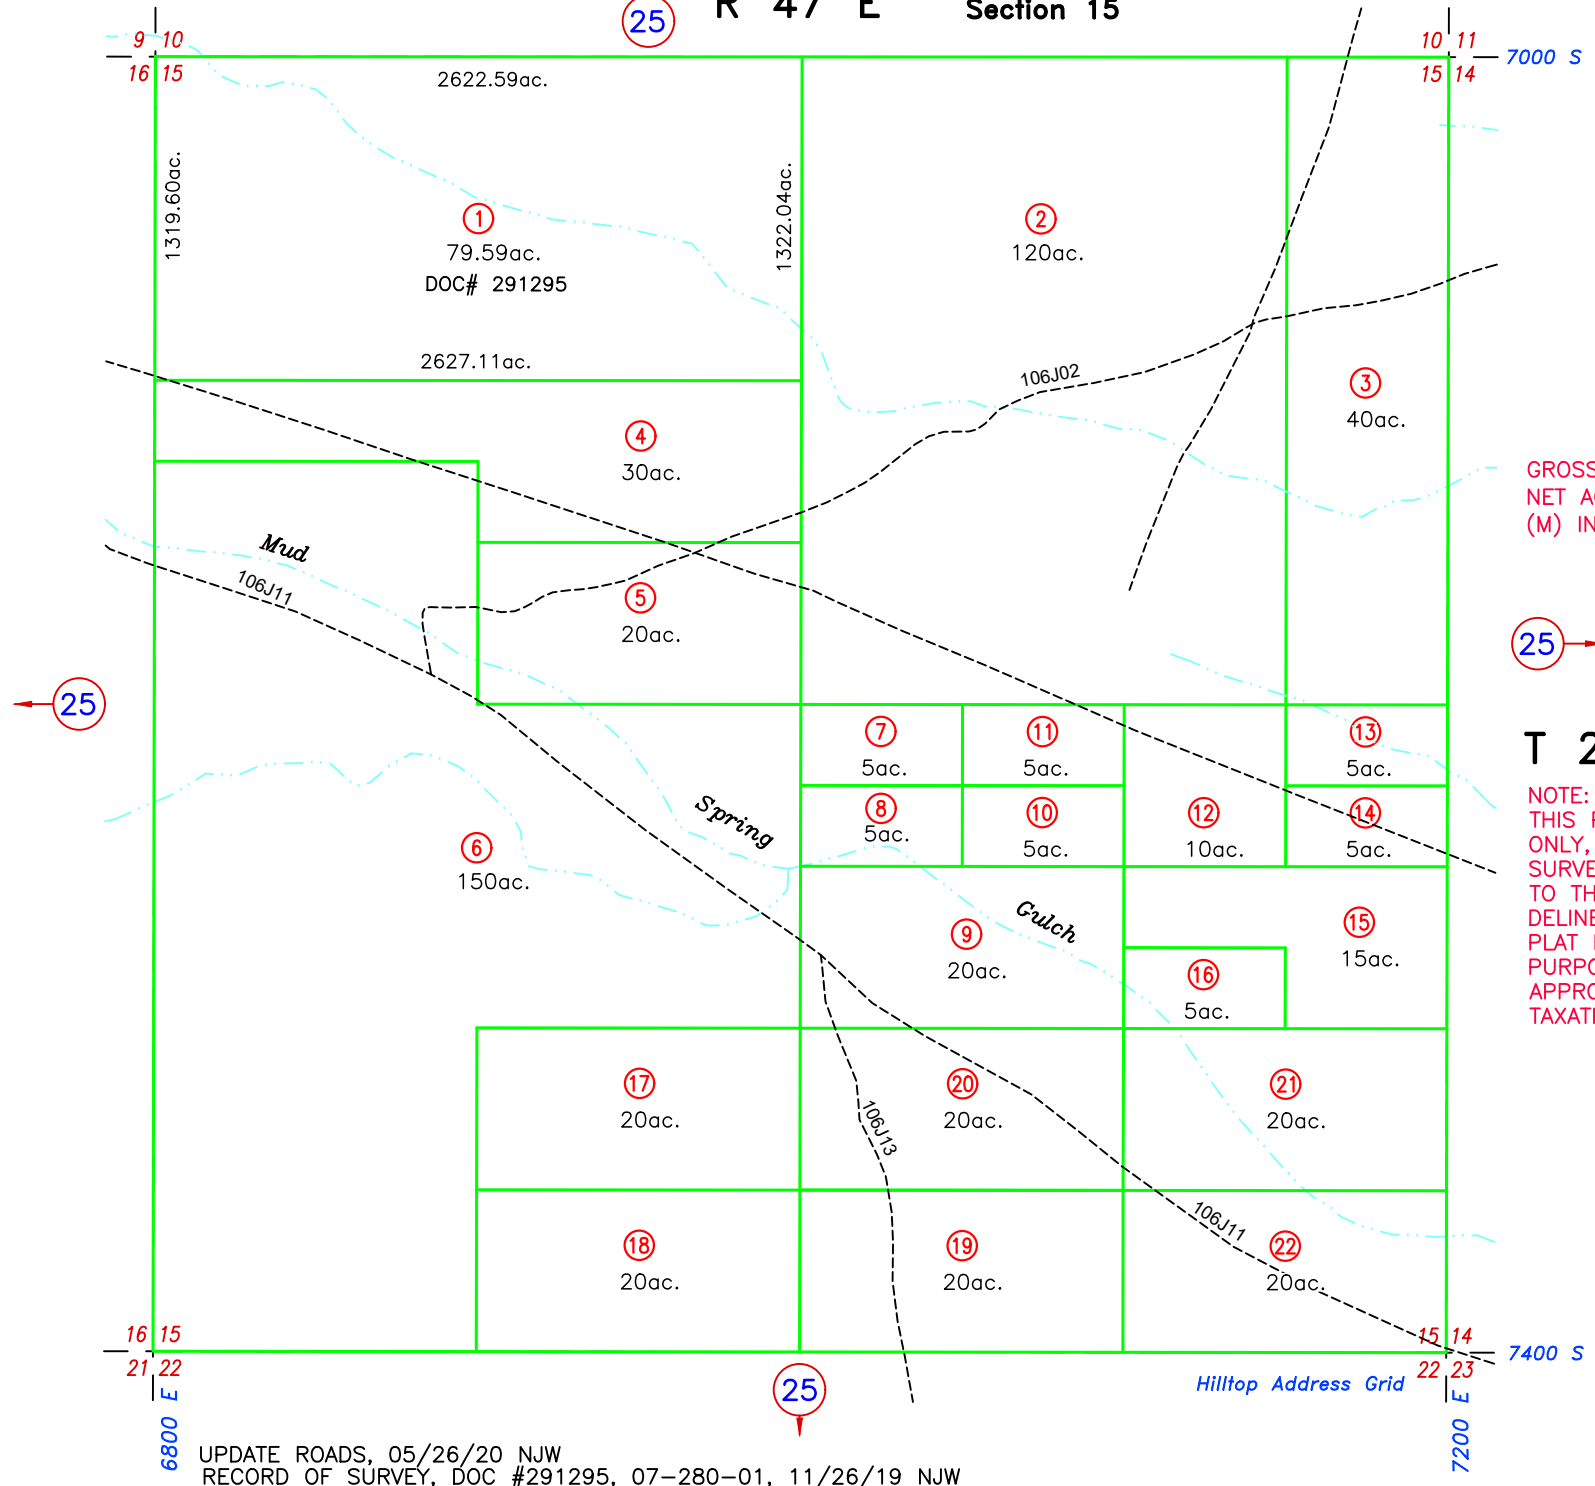 25 R 47 E Section 15
9 10
16 15
10 11
15 14
7000 S
2622.59ac.
1319.60ac.
1322.04ac.
1
79.59ac.
DOC# 291295
2627.11ac.
2
120ac.
106J02
3
40ac.
4
30ac.
GROSS
NET
(M) IN
Mud
106J11
5
20ac.
25
25
7
5ac.
11
5ac.
13
5ac.
T 2
8
5ac.
10
5ac.
12
10ac.
14
5ac.
NOTE:
THIS
ONLY,
SURVE
TO TH
DELINE
PLAT
PURPO
APPRO
TAXATI
Spring
6
150ac.
Gulch
9
20ac.
15
15ac.
16
5ac.
17
20ac.
20
20ac.
21
20ac.
106J13
106J11
18
20ac.
19
20ac.
22
20ac.
16 15
21 22
15 14
22 23
7400 S
25
Hilltop Address Grid
6800 E
7200 E
UPDATE ROADS, 05/26/20 NJW
RECORD OF SURVEY, DOC #291295, 07-280-01, 11/26/19 NJW